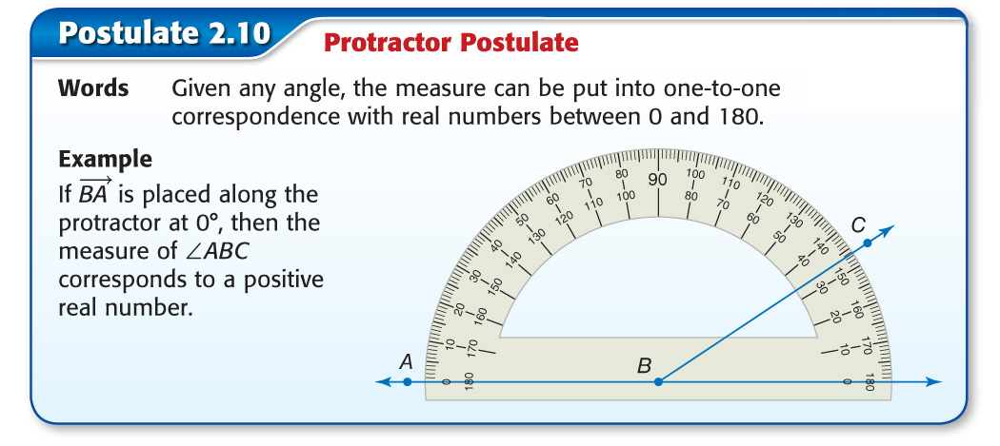 Postulate 2.10
Protractor Postulate
Words Given any angle, the measure can be put into one-to-one
correspondence with real numbers between 0 and 180.
Example
If BA is placed along the
protractor at 0°, then the
measure of ∠ABC
corresponds to a positive
real number.
0 10 20 30 40 50 60 70 80 90 100 110 120 130 140 150 160 170 180
180 170 160 150 140 130 120 110 100 80 70 60 50 40 30 20 10 0
A
B
C